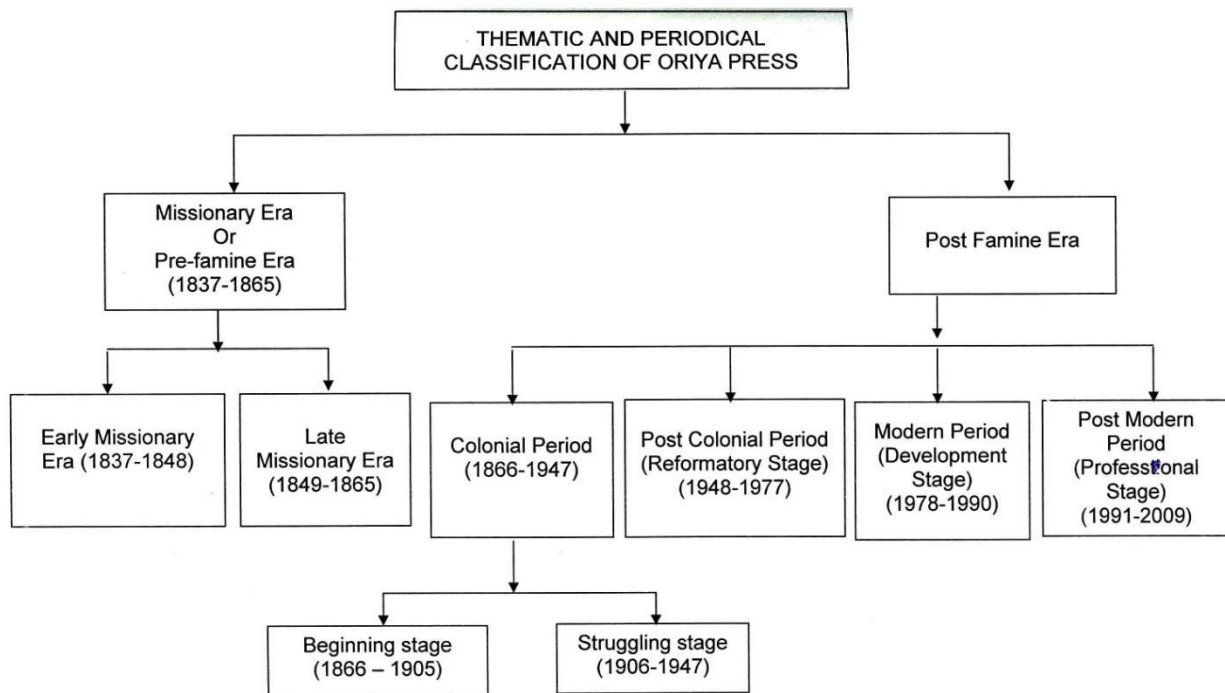 THEMATIC AND PERIODICAL
CLASSIFICATION OF ORIYA PRESS
Missionary Era
Or
Pre-famine Era
(1837-1865)
Post Famine Era
Early Missionary
Era (1837-1848)
Late
Missionary Era
(1849-1865)
Colonial Period
(1866-1947)
Post Colonial Period
(Reformatory Stage)
(1948-1977)
Modern Period
(Development
Stage)
(1978-1990)
Post Modern
Period
(Professional
Stage)
(1991-2009)
Beginning stage
(1866 – 1905)
Struggling stage
(1906-1947)